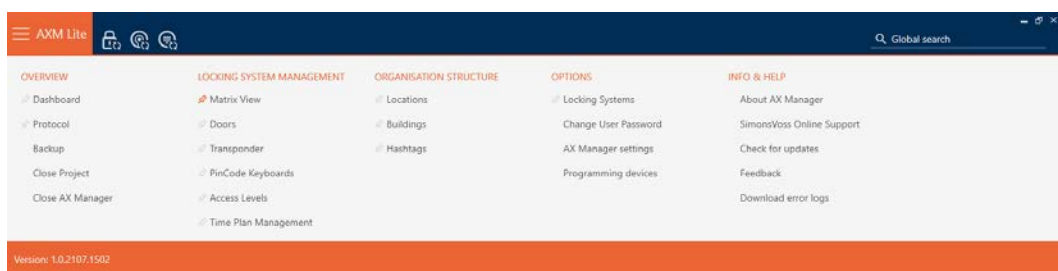 AXM Lite
Global search
OVERVIEW
Dashboard
Protocol
Backup
Close Project
Close AX Manager
LOCKING SYSTEM MANAGEMENT
Matrix View
Doors
Transponder
PinCode Keyboards
Access Levels
Time Plan Management
ORGANISATION STRUCTURE
Locations
Buildings
Hashtags
OPTIONS
Locking Systems
Change User Password
AX Manager settings
Programming devices
INFO & HELP
About AX Manager
SimonsVoss Online Support
Check for updates
Feedback
Download error logs
Version: 1.0.2107.1502